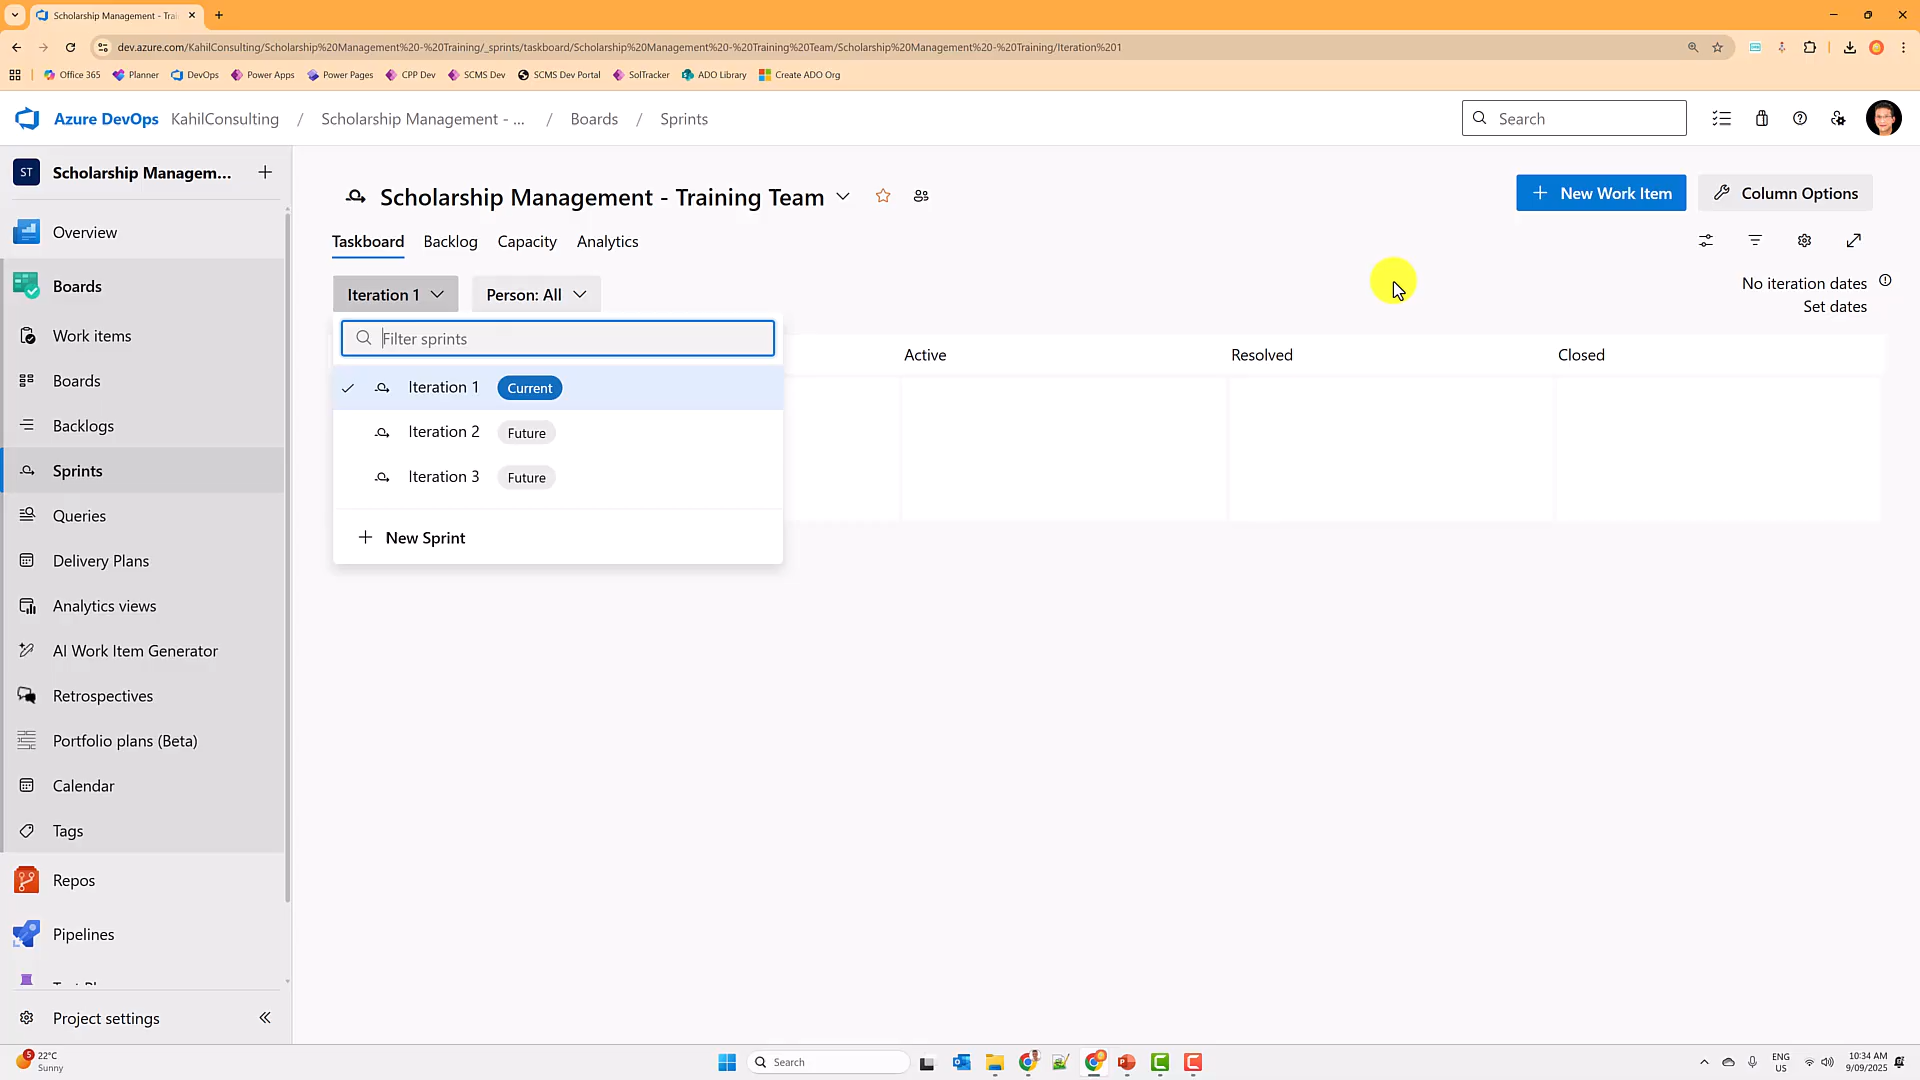 Scholarship Management - Trai
dev.azure.com/KahilConsulting/Scholarship%20Management%20-%20Training/_sprints/taskboard/Scholarship%20Management%20-%20Training%20Team/Scholarship%20Management%20-%20Training/Iteration%201
Office 365 Planner DevOps Power Apps Power Pages CPP Dev SCMS Dev SCMS Dev Portal SolTracker ADO Library Create ADO Org
Azure DevOps KahilConsulting / Scholarship Management - ... / Boards / Sprints
Search
ST Scholarship Managem...
Overview
Boards
Work items
Boards
Backlogs
Sprints
Queries
Delivery Plans
Analytics views
AI Work Item Generator
Retrospectives
Portfolio plans (Beta)
Calendar
Tags
Repos
Pipelines
Project settings
Scholarship Management - Training Team
New Work Item
Column Options
Taskboard Backlog Capacity Analytics
Iteration 1 Person: All
No iteration dates
Set dates
Filter sprints
Iteration 1 Current
Iteration 2 Future
Iteration 3 Future
New Sprint
Active Resolved Closed
5
22°C
Sunny
Search
ENG
US
10:34 AM
9/09/2025